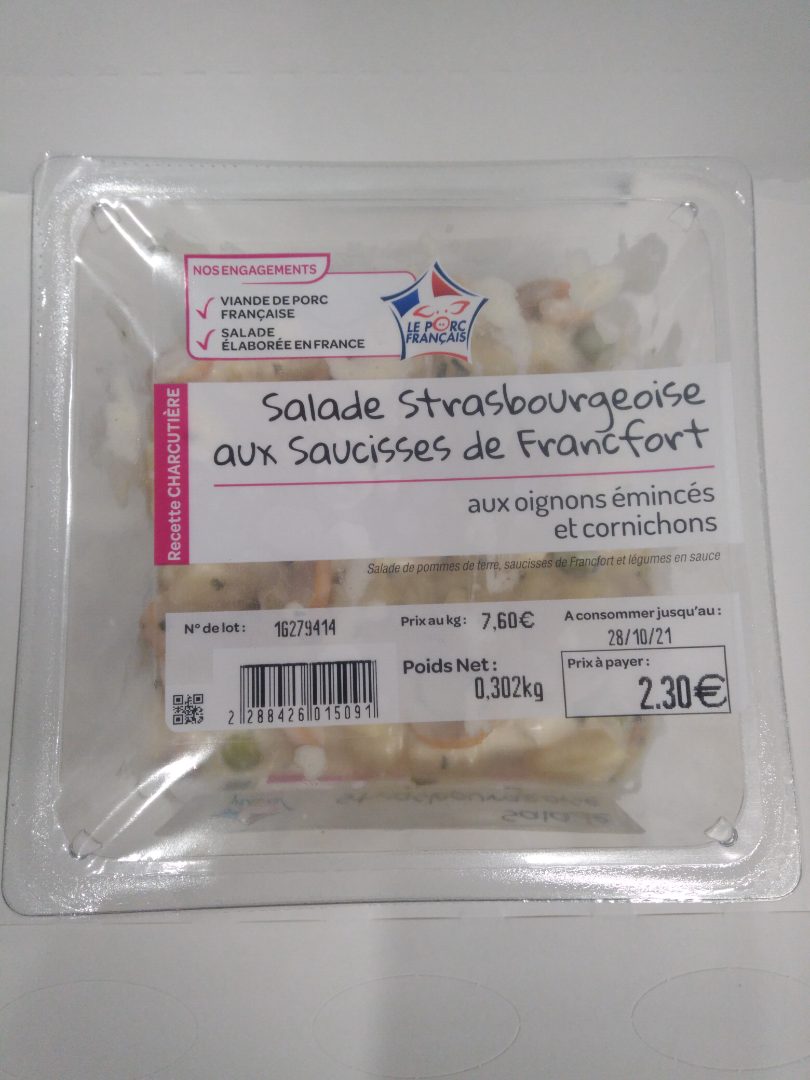 NOS ENGAGEMENTS
VIANDE DE PORC
FRANÇAISE
SALADE
ÉLABORÉE EN FRANCE
LE PORC
FRANÇAIS
Recette CHARCUTIÈRE
Salade Strasbourgeoise
aux Saucisses de Francfort
aux oignons émincés
et cornichons
Salade de pommes de terre, saucisses de Francfort et légumes en sauce
N° de lot : 16279414
Prix au kg : 7,60€
A consommer jusqu'au :
28/10/21
Poids Net :
0,302kg
Prix à payer :
2.30€
2 288426 015091